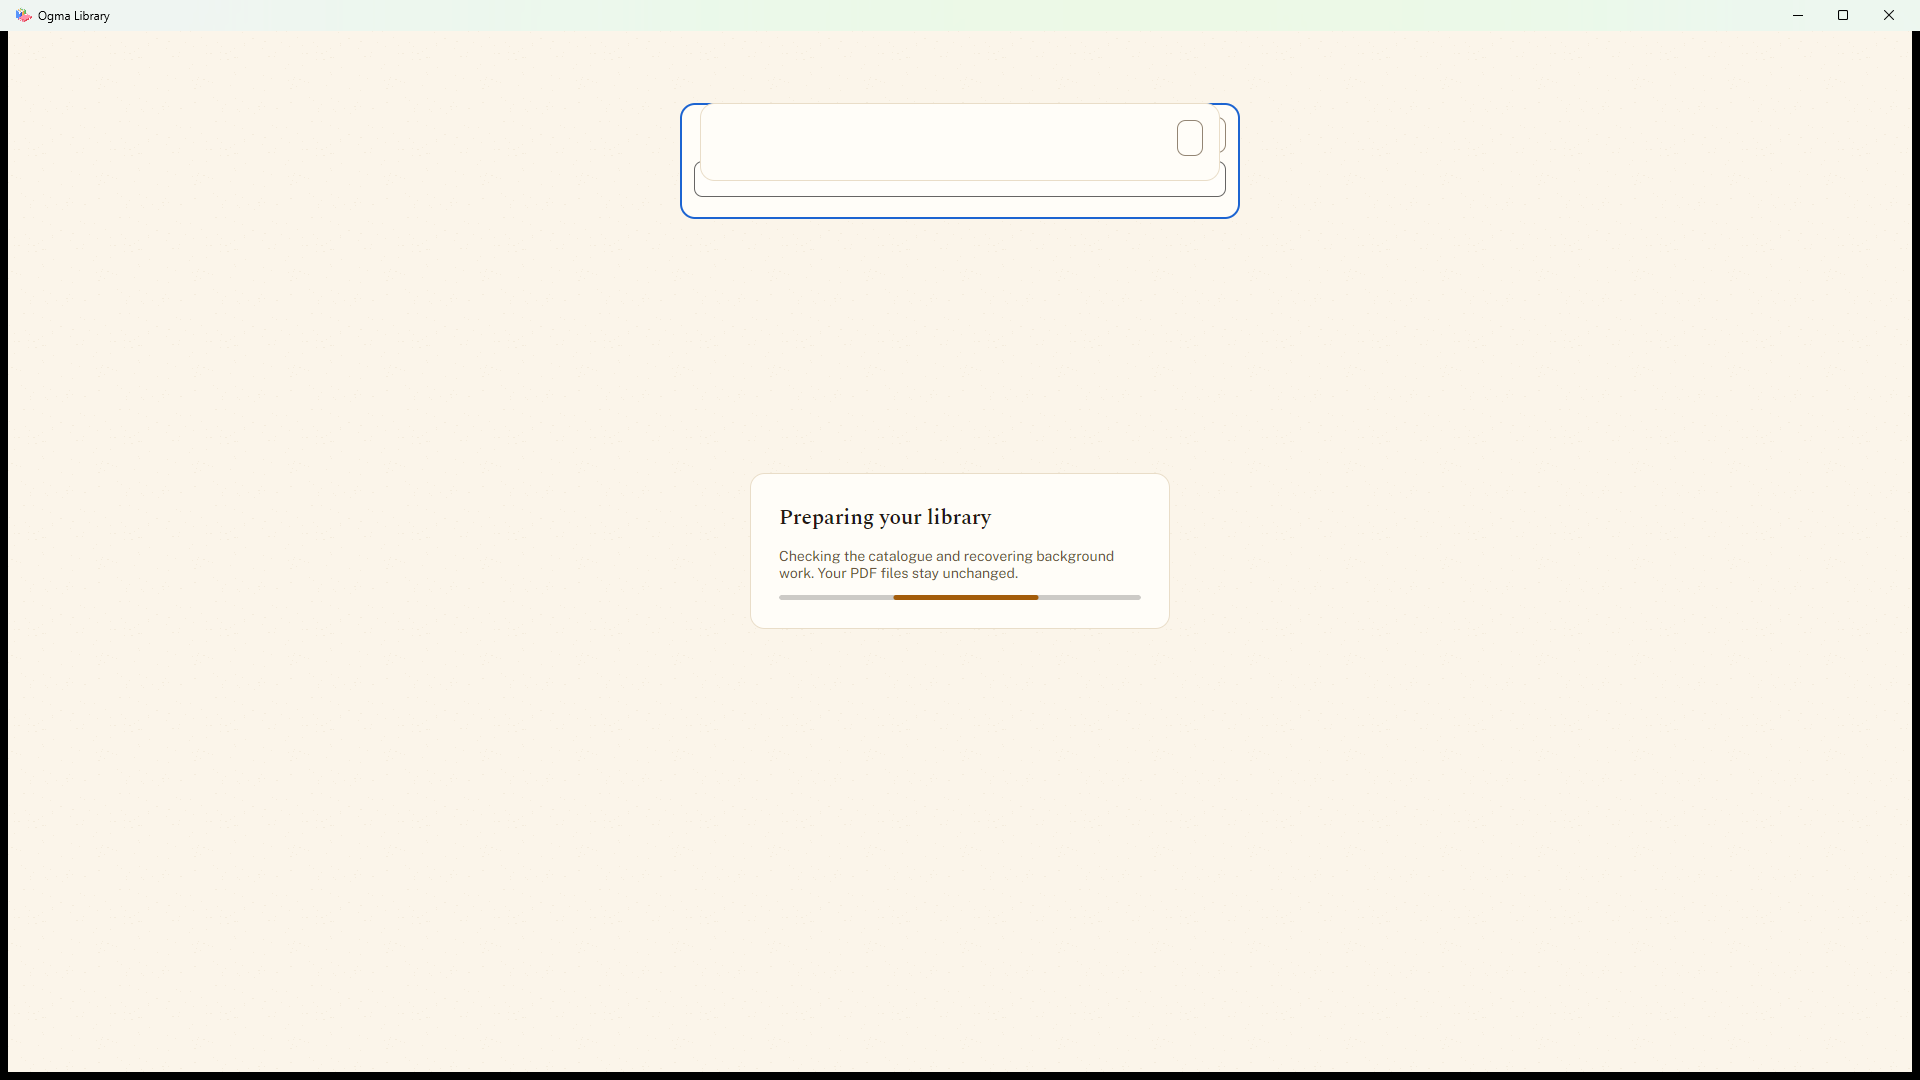 Ogma Library
Preparing your library
Checking the catalogue and recovering background
work. Your PDF files stay unchanged.